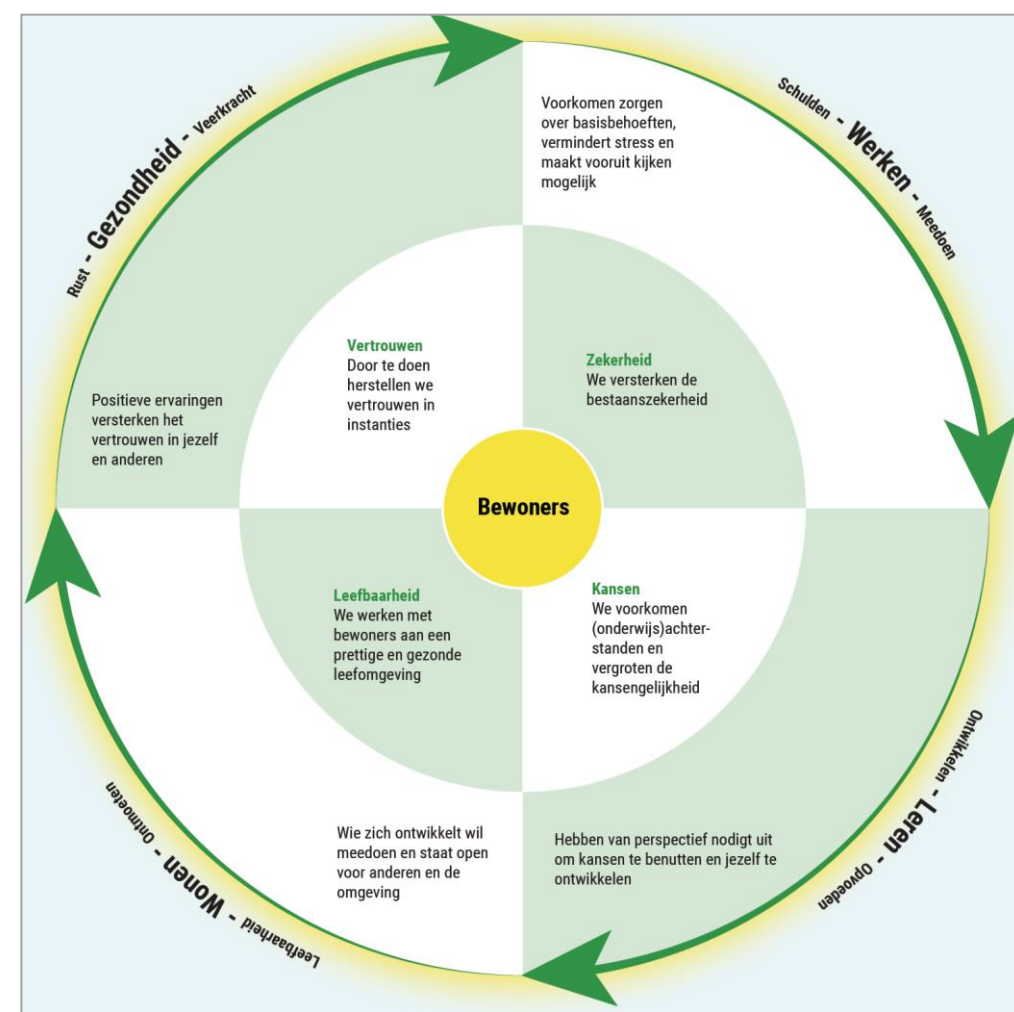 Rust - Gezondheid - Veerkracht
Schulden - Werken - Meedoen
Voorkomen zorgen
over basisbehoeften,
vermindert stress en
maakt vooruit kijken
mogelijk
Vertrouwen
Door te doen
herstellen we
vertrouwen in
instanties
Zekerheid
We versterken de
bestaanszekerheid
Positieve ervaringen
versterken het
vertrouwen in jezelf
en anderen
Bewoners
Leefbaarheid
We werken met
bewoners aan een
prettige en gezonde
leefomgeving
Kansen
We voorkomen
(onderwijs)achter-
standen en
vergroten de
kansengelijkheid
Wie zich ontwikkelt wil
meedoen en staat open
voor anderen en de
omgeving
Hebben van perspectief nodigt uit
om kansen te benutten en jezelf te
ontwikkelen
Leefbaarheid - Wonen - Ontmoeten
Ontwikkelen - Leren - Opvoeden